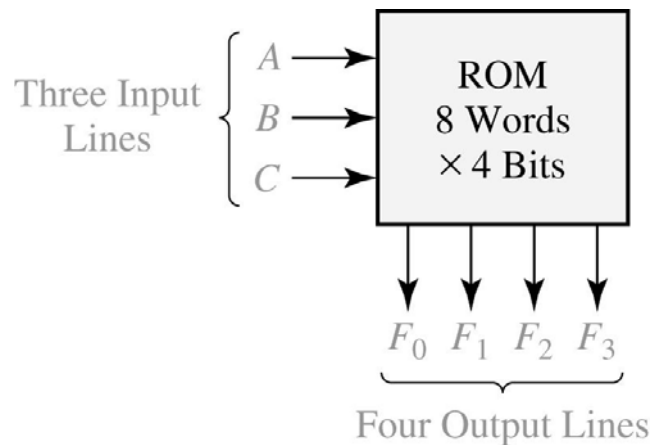 Three Input
Lines
A
B
C
ROM
8 Words
× 4 Bits
F₀ F₁ F₂ F₃
Four Output Lines